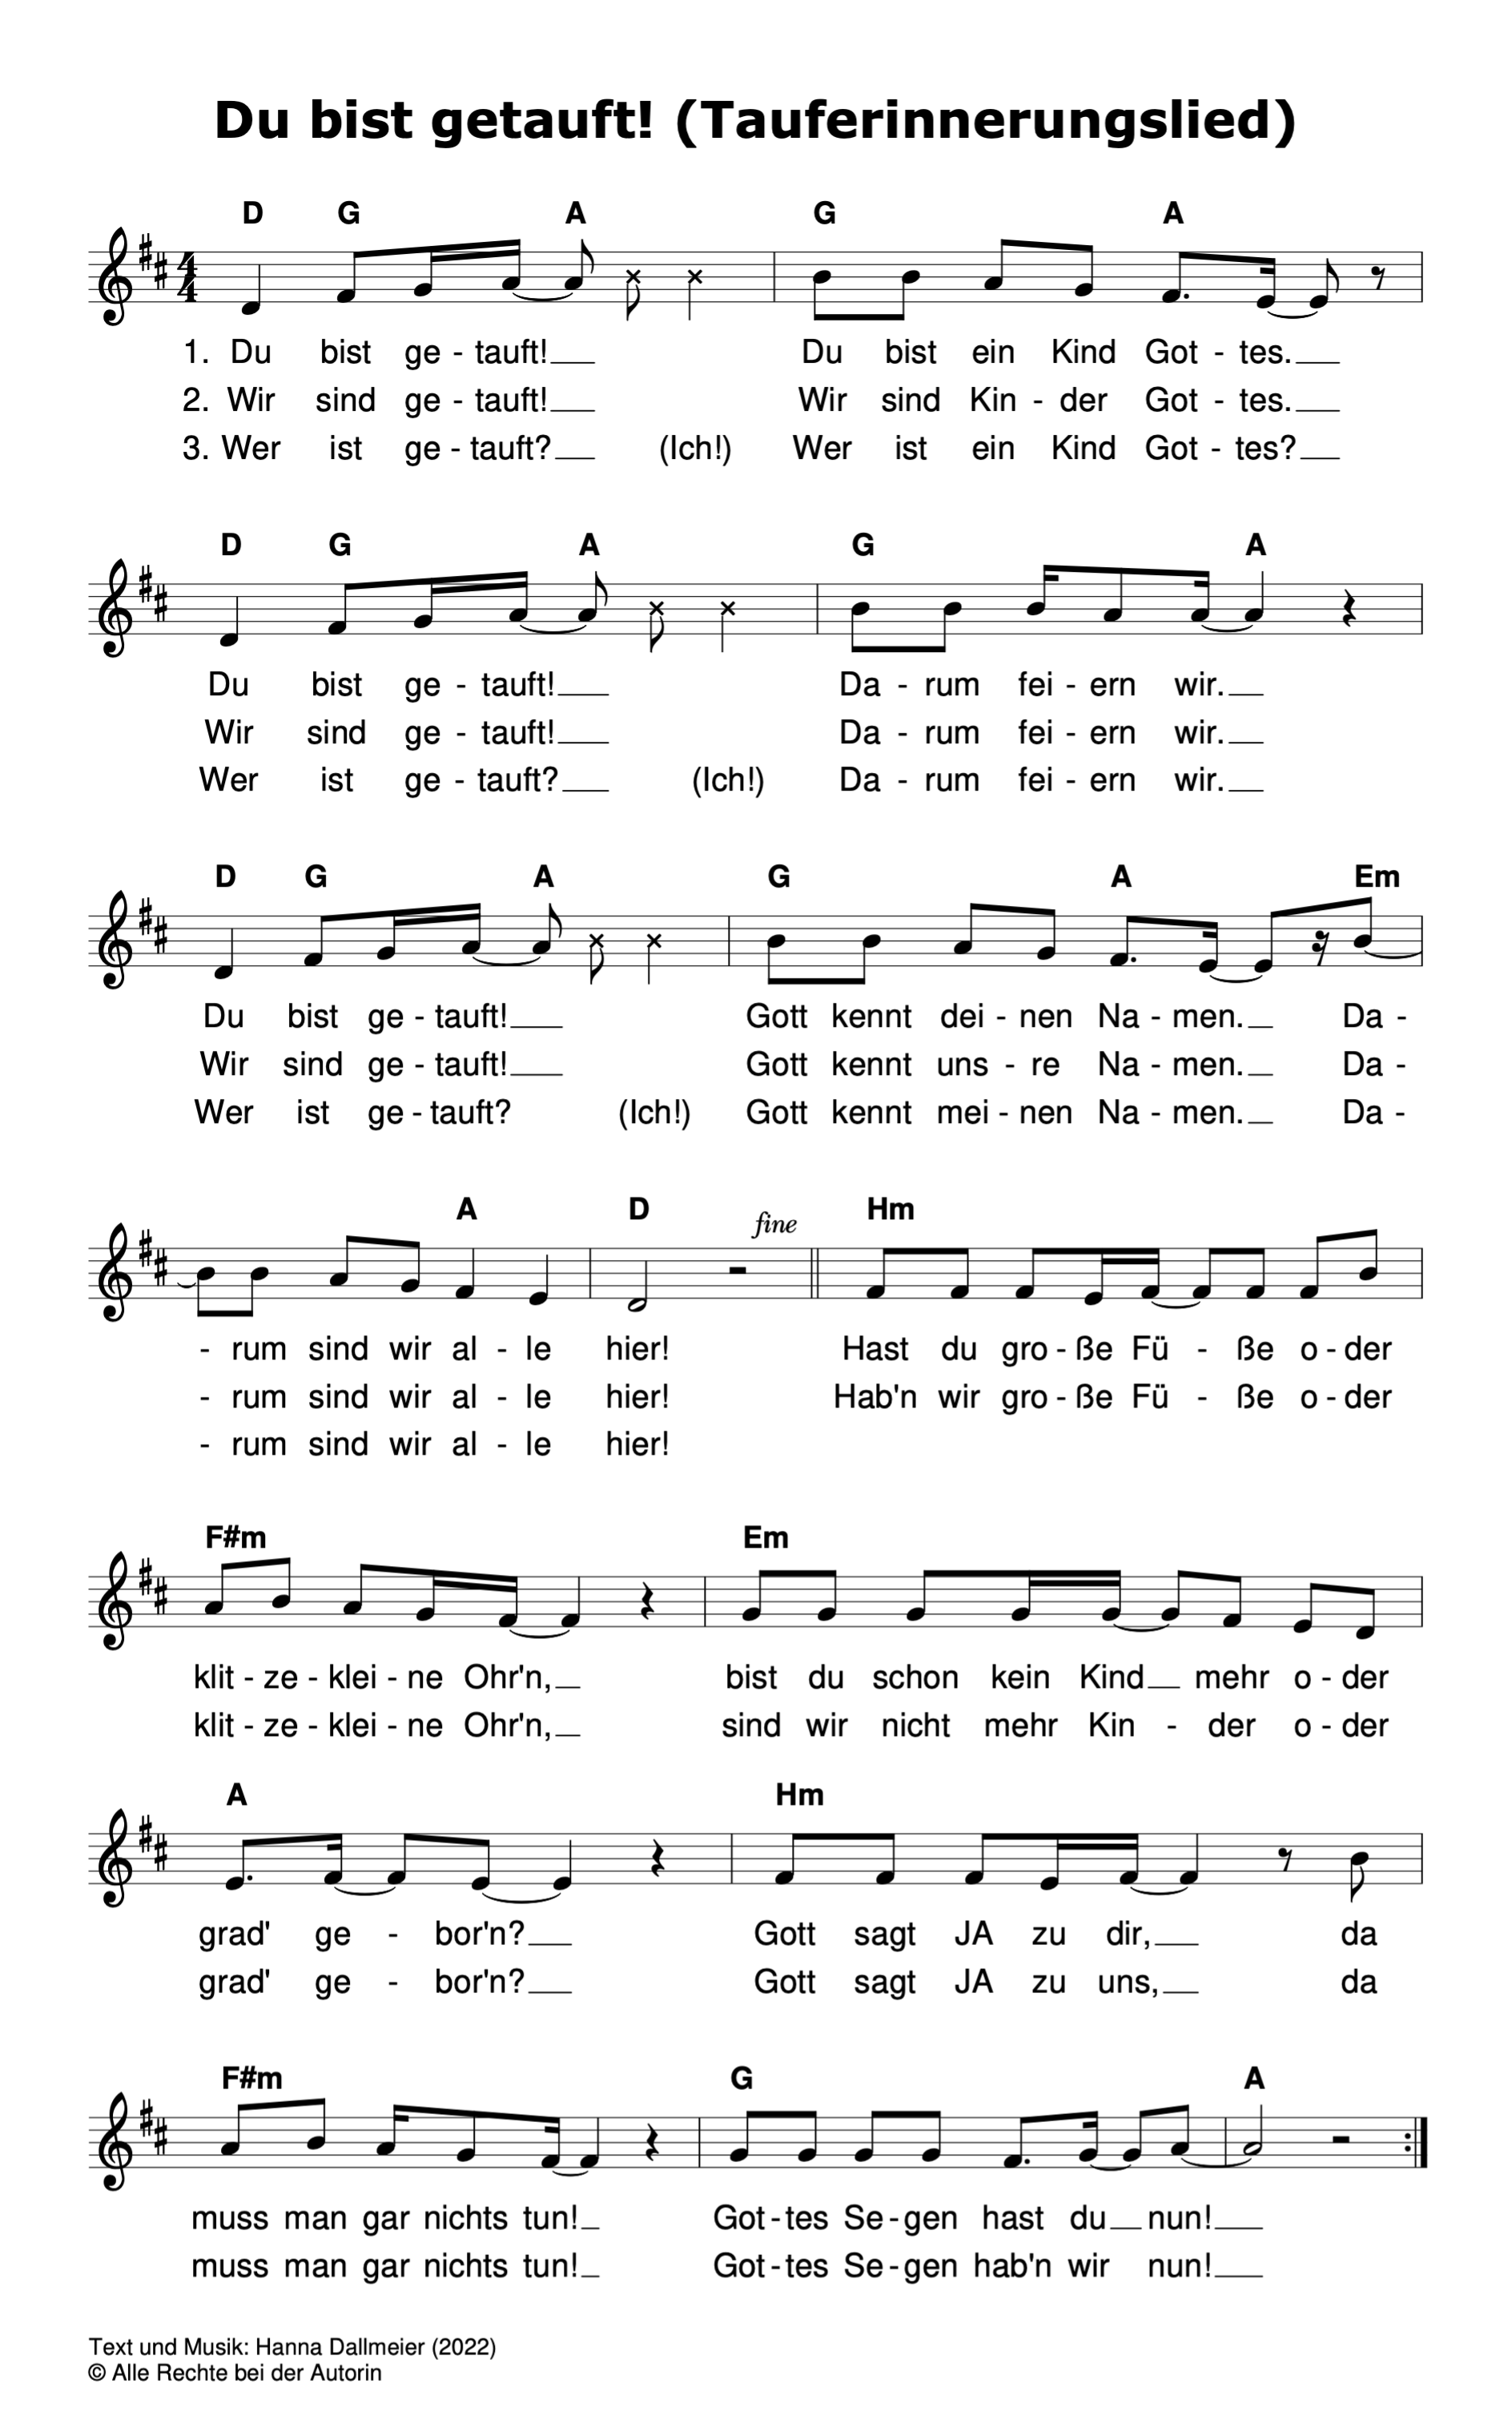 Du bist getauft! (Tauferinnerungslied)
D G A G A
4
4
1. Du bist ge - tauft! Du bist ein Kind Got - tes.
2. Wir sind ge - tauft! Wir sind Kin - der Got - tes.
3. Wer ist ge - tauft? (Ich!) Wer ist ein Kind Got - tes?
D G A G A
Du bist ge - tauft! Da - rum fei - ern wir.
Wir sind ge - tauft! Da - rum fei - ern wir.
Wer ist ge - tauft? (Ich!) Da - rum fei - ern wir.
D G A G A Em
Du bist ge - tauft! Gott kennt dei - nen Na - men. Da -
Wir sind ge - tauft! Gott kennt uns - re Na - men. Da -
Wer ist ge - tauft? (Ich!) Gott kennt mei - nen Na - men. Da -
A D fine Hm
- rum sind wir al - le hier! Hast du gro - ße Fü - ße o - der
- rum sind wir al - le hier! Hab'n wir gro - ße Fü - ße o - der
- rum sind wir al - le hier!
F#m Em
klit - ze - klei - ne Ohr'n, bist du schon kein Kind mehr o - der
klit - ze - klei - ne Ohr'n, sind wir nicht mehr Kin - der o - der
A Hm
grad' ge - bor'n? Gott sagt JA zu dir, da
grad' ge - bor'n? Gott sagt JA zu uns, da
F#m G A
muss man gar nichts tun! Got - tes Se - gen hast du nun!
muss man gar nichts tun! Got - tes Se - gen hab'n wir nun!
Text und Musik: Hanna Dallmeier (2022)
© Alle Rechte bei der Autorin